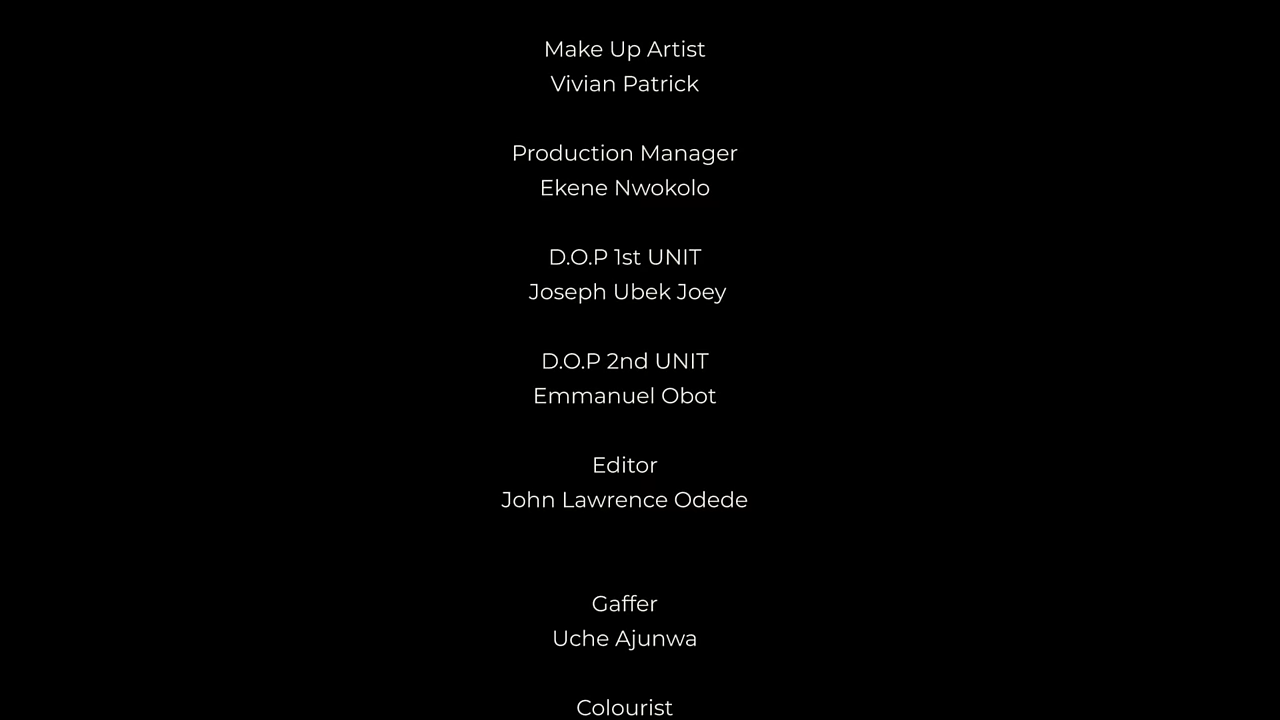 Make Up Artist
Vivian Patrick
Production Manager
Ekene Nwokolo
D.O.P 1st UNIT
Joseph Ubek Joey
D.O.P 2nd UNIT
Emmanuel Obot
Editor
John Lawrence Odede
Gaffer
Uche Ajunwa
Colourist